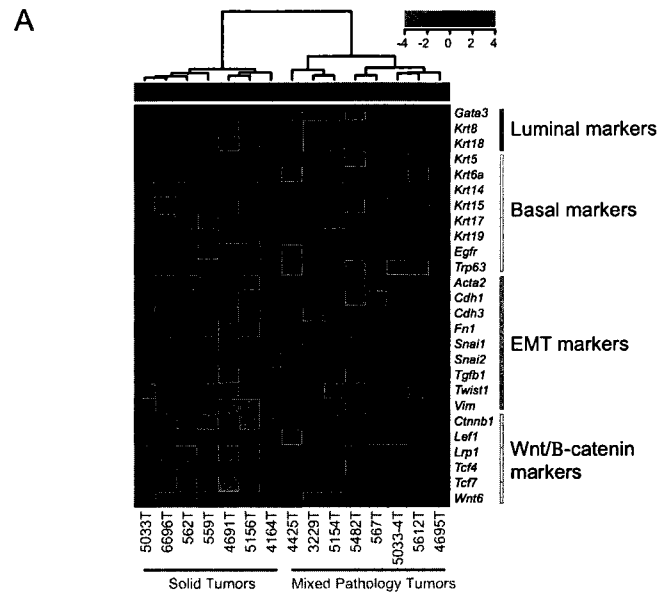 A
-4 -2 0 2 4
Gata3
Krt8
Luminal markers
Krt18
Krt5
Krt6a
Krt14
Krt15
Basal markers
Krt17
Krt19
Egfr
Trp63
Acta2
Cdh1
Cdh3
Fn1
Snai1
EMT markers
Snai2
Tgfb1
Twist1
Vim
Ctnnb1
Lef1
Wnt/B-catenin
markers
Lrp1
Tcf4
Tcf7
Wnt6
5033T
6696T
562T
559T
4691T
5156T
4164T
4425T
3229T
5154T
5482T
567T
5033-4T
5612T
4695T
Solid Tumors
Mixed Pathology Tumors